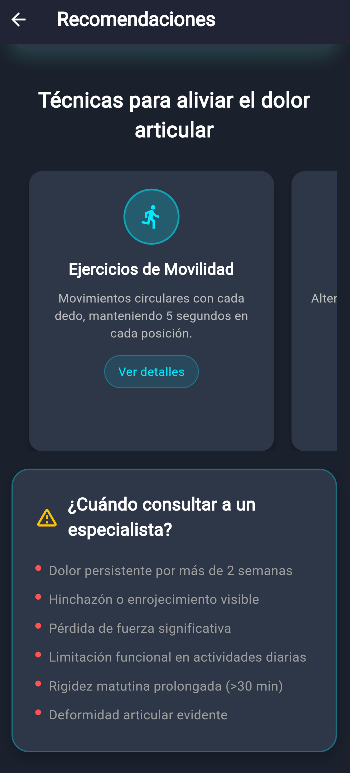 Recomendaciones
Técnicas para aliviar el dolor
articular
Ejercicios de Movilidad
Movimientos circulares con cada
dedo, manteniendo 5 segundos en
cada posición.
Ver detalles
¿Cuándo consultar a un
especialista?
Dolor persistente por más de 2 semanas
Hinchazón o enrojecimiento visible
Pérdida de fuerza significativa
Limitación funcional en actividades diarias
Rigidez matutina prolongada (>30 min)
Deformidad articular evidente